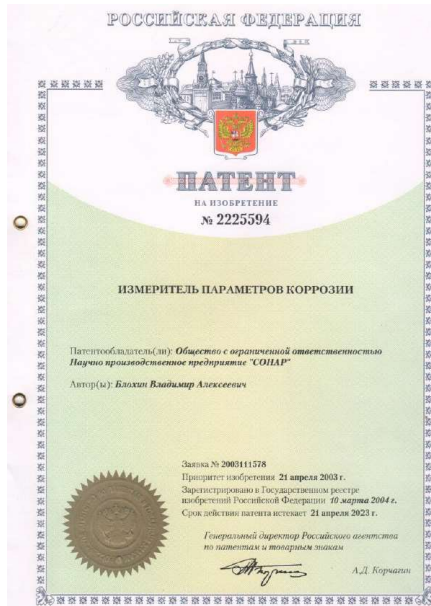 РОССИЙСКАЯ ФЕДЕРАЦИЯ
ПАТЕНТ
НА ИЗОБРЕТЕНИЕ
№ 2225594
ИЗМЕРИТЕЛЬ ПАРАМЕТРОВ КОРРОЗИИ
Патентообладатель(ли): Общество с ограниченной ответственностью
Научно производственное предприятие "СОНАР"
Автор(ы): Блохин Владимир Алексеевич
Заявка № 2003111578
Приоритет изобретения 21 апреля 2003 г.
Зарегистрировано в Государственном реестре
изобретений Российской Федерации 10 марта 2004 г.
Срок действия патента истекает 21 апреля 2023 г.
Генеральный директор Российского агентства
по патентам и товарным знакам
А.Д. Корчагин